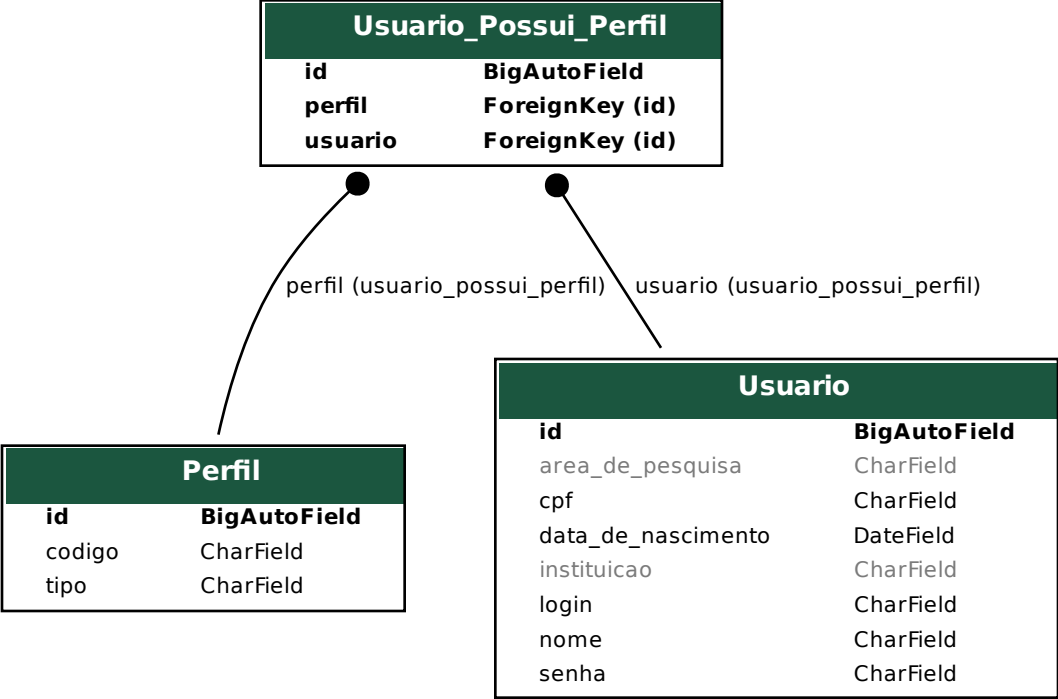 Usuario_Possui_Perfil
id BigAutoField
perfil ForeignKey (id)
usuario ForeignKey (id)
perfil (usuario_possui_perfil) usuario (usuario_possui_perfil)
Usuario
id BigAutoField
area_de_pesquisa CharField
cpf CharField
data_de_nascimento DateField
instituicao CharField
login CharField
nome CharField
senha CharField
Perfil
id BigAutoField
codigo CharField
tipo CharField